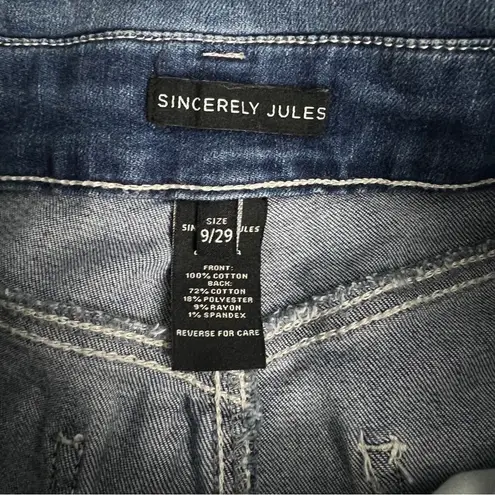 SINCERELY JULES
SIZE
9/29
FRONT:
100% COTTON
BACK:
72% COTTON
18% POLYESTER
9% RAYON
1% SPANDEX
REVERSE FOR CARE